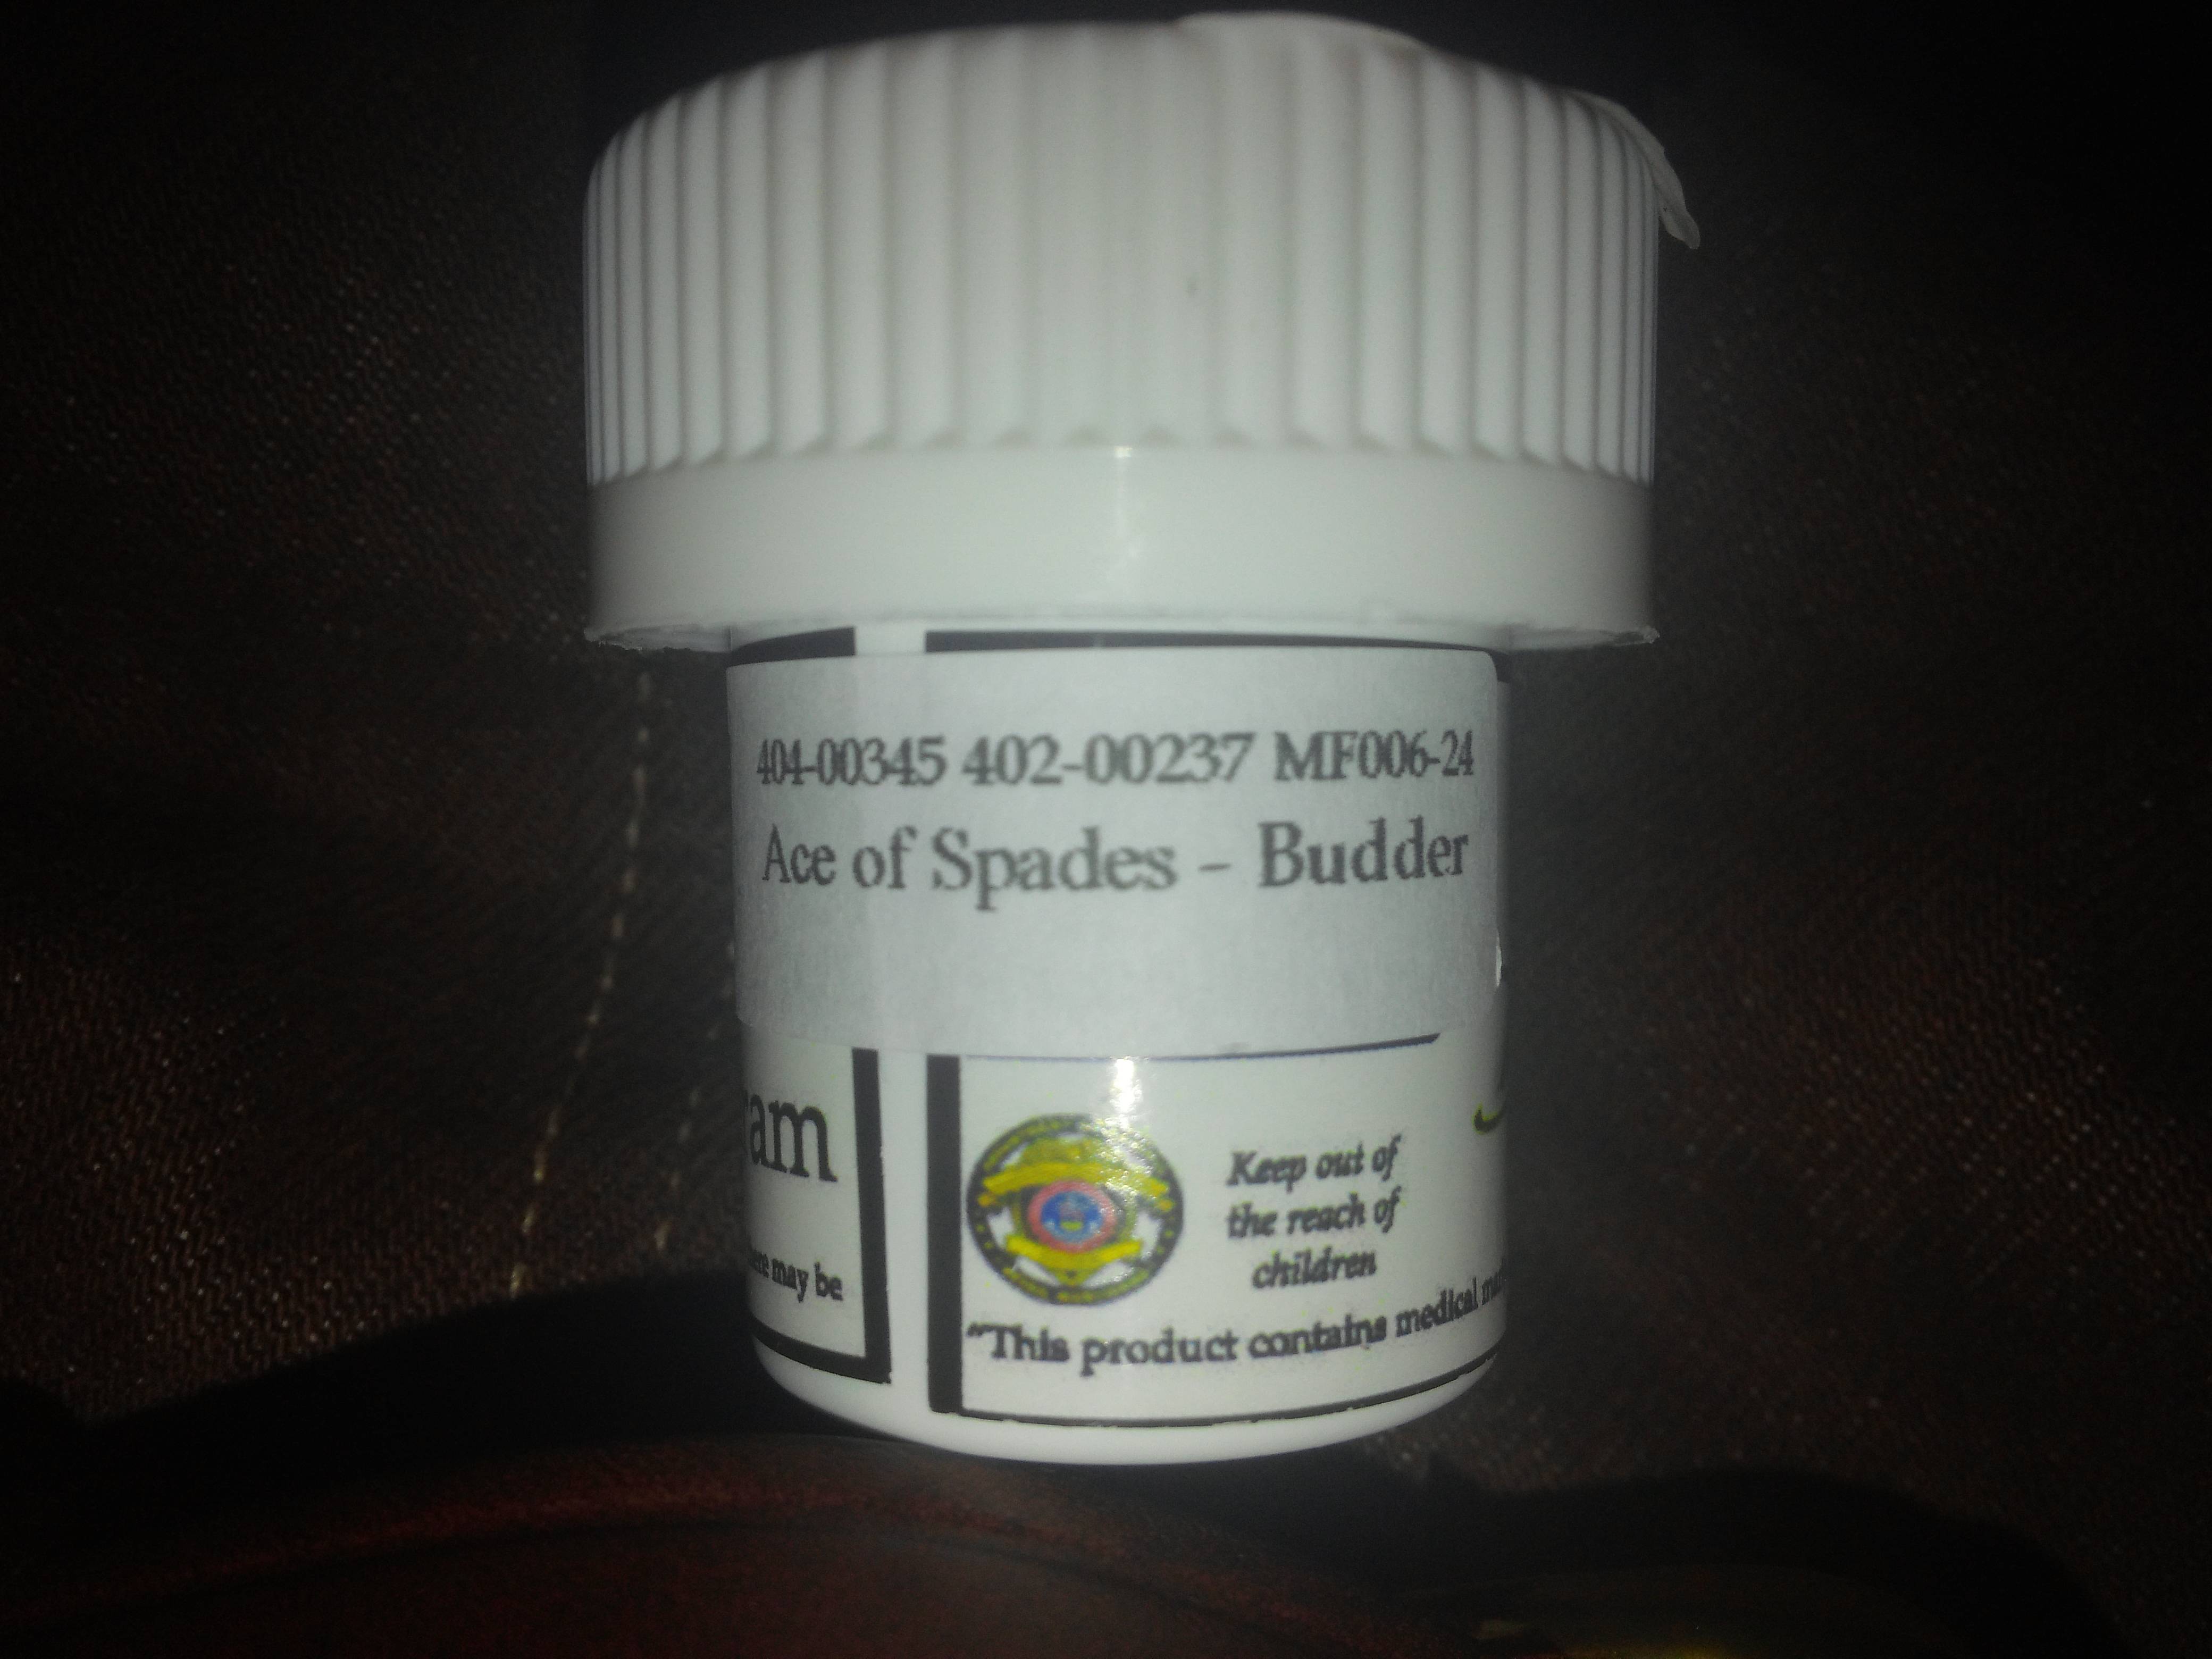 404-00345 402-00237 MF006-24
Ace of Spades - Budder
Keep out of
the reach of
children
may be
"This product contains medical